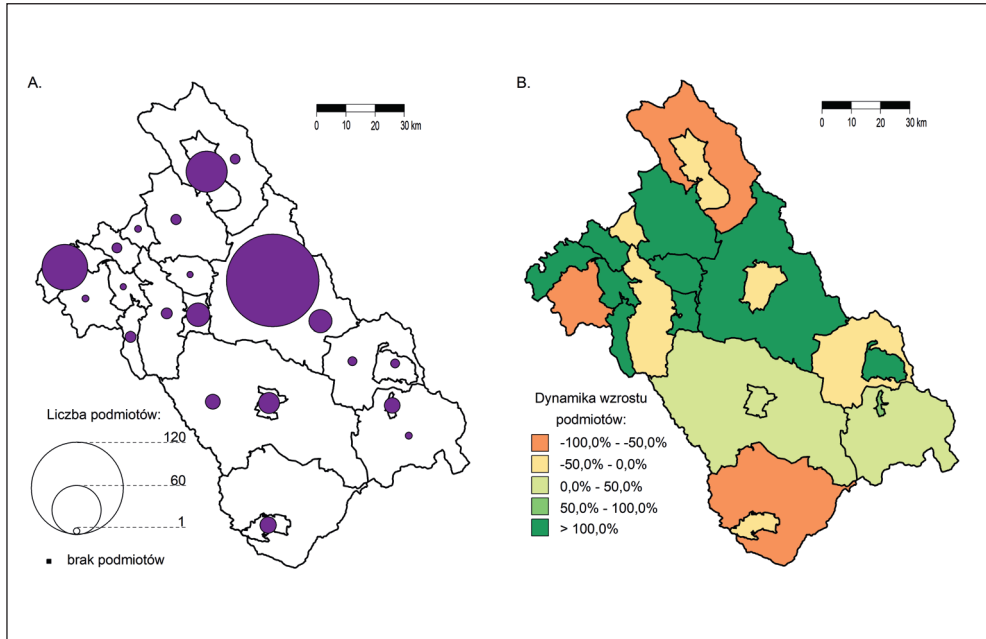 A.
0 10 20 30 km
Liczba podmiotów:
120
60
1
brak podmiotów
B.
0 10 20 30 km
Dynamika wzrostu
podmiotów:
-100,0% - -50,0%
-50,0% - 0,0%
0,0% - 50,0%
50,0% - 100,0%
> 100,0%